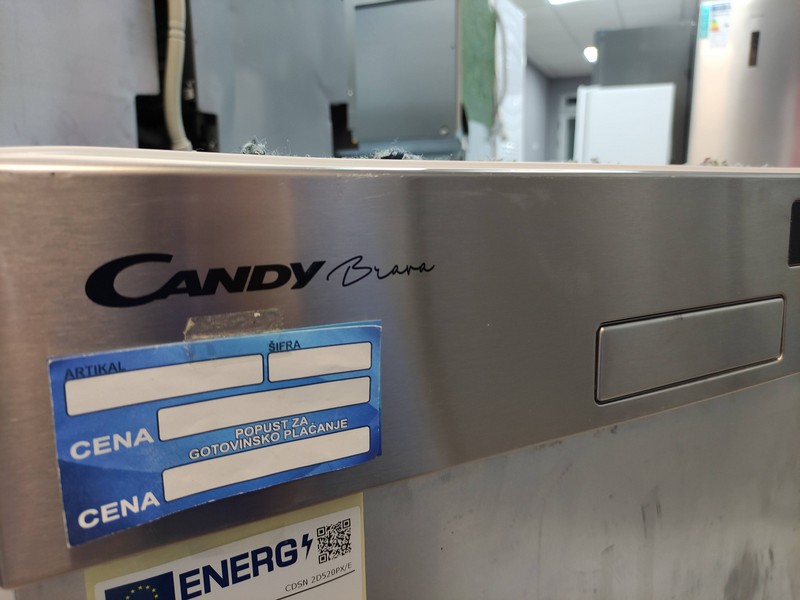 CANDY Brava
ARTIKAL
ŠIFRA
CENA
POPUST ZA
GOTOVINSKO PLAĆANJE
CENA
ENERG
CDSN 2D520PX/E